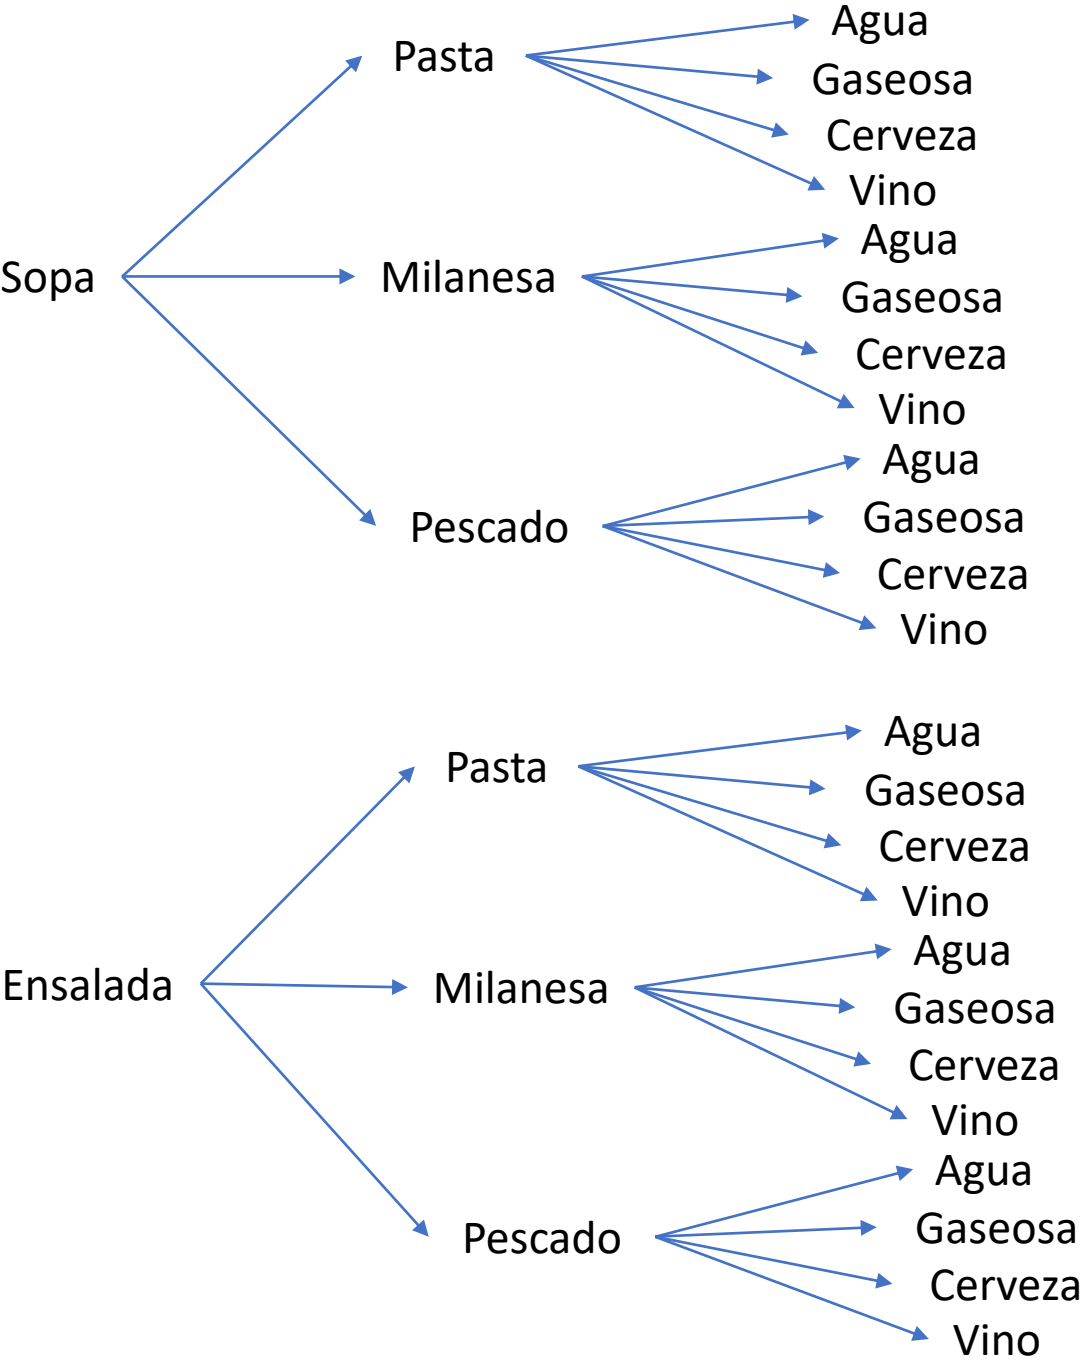 Sopa
Pasta
Agua
Gaseosa
Cerveza
Vino
Milanesa
Agua
Gaseosa
Cerveza
Vino
Pescado
Agua
Gaseosa
Cerveza
Vino
Ensalada
Pasta
Agua
Gaseosa
Cerveza
Vino
Milanesa
Agua
Gaseosa
Cerveza
Vino
Pescado
Agua
Gaseosa
Cerveza
Vino